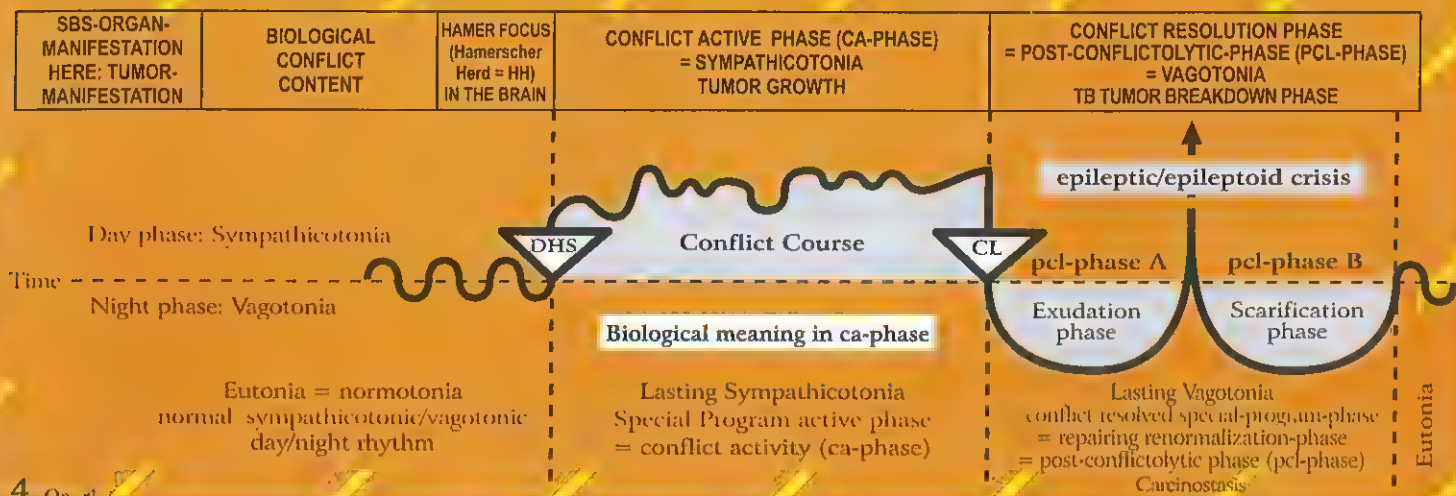 SBS-ORGAN-
MANIFESTATION
HERE: TUMOR-
MANIFESTATION
BIOLOGICAL
CONFLICT
CONTENT
HAMER FOCUS
(Hamerscher
Herd = HH)
IN THE BRAIN
CONFLICT ACTIVE PHASE (CA-PHASE)
= SYMPATHICOTONIA
TUMOR GROWTH
CONFLICT RESOLUTION PHASE
= POST-CONFLICTOLYTIC-PHASE (PCL-PHASE)
= VAGOTONIA
TB TUMOR BREAKDOWN PHASE
epileptic/epileptoid crisis
Day phase: Sympathicotonia
DHS
Conflict Course
CL
pcl-phase A
pcl-phase B
Time
Night phase: Vagotonia
Exudation
phase
Scarification
phase
Biological meaning in ca-phase
Eutonia = normotonia
normal sympathicotonic/vagotonic
day/night rhythm
Lasting Sympathicotonia
Special Program active phase
= conflict activity (ca-phase)
Lasting Vagotonia
conflict resolved special-program-phase
= repairing renormalization-phase
= post-conflictolytic phase (pcl-phase)
Carcinostasis
Eutonia
4